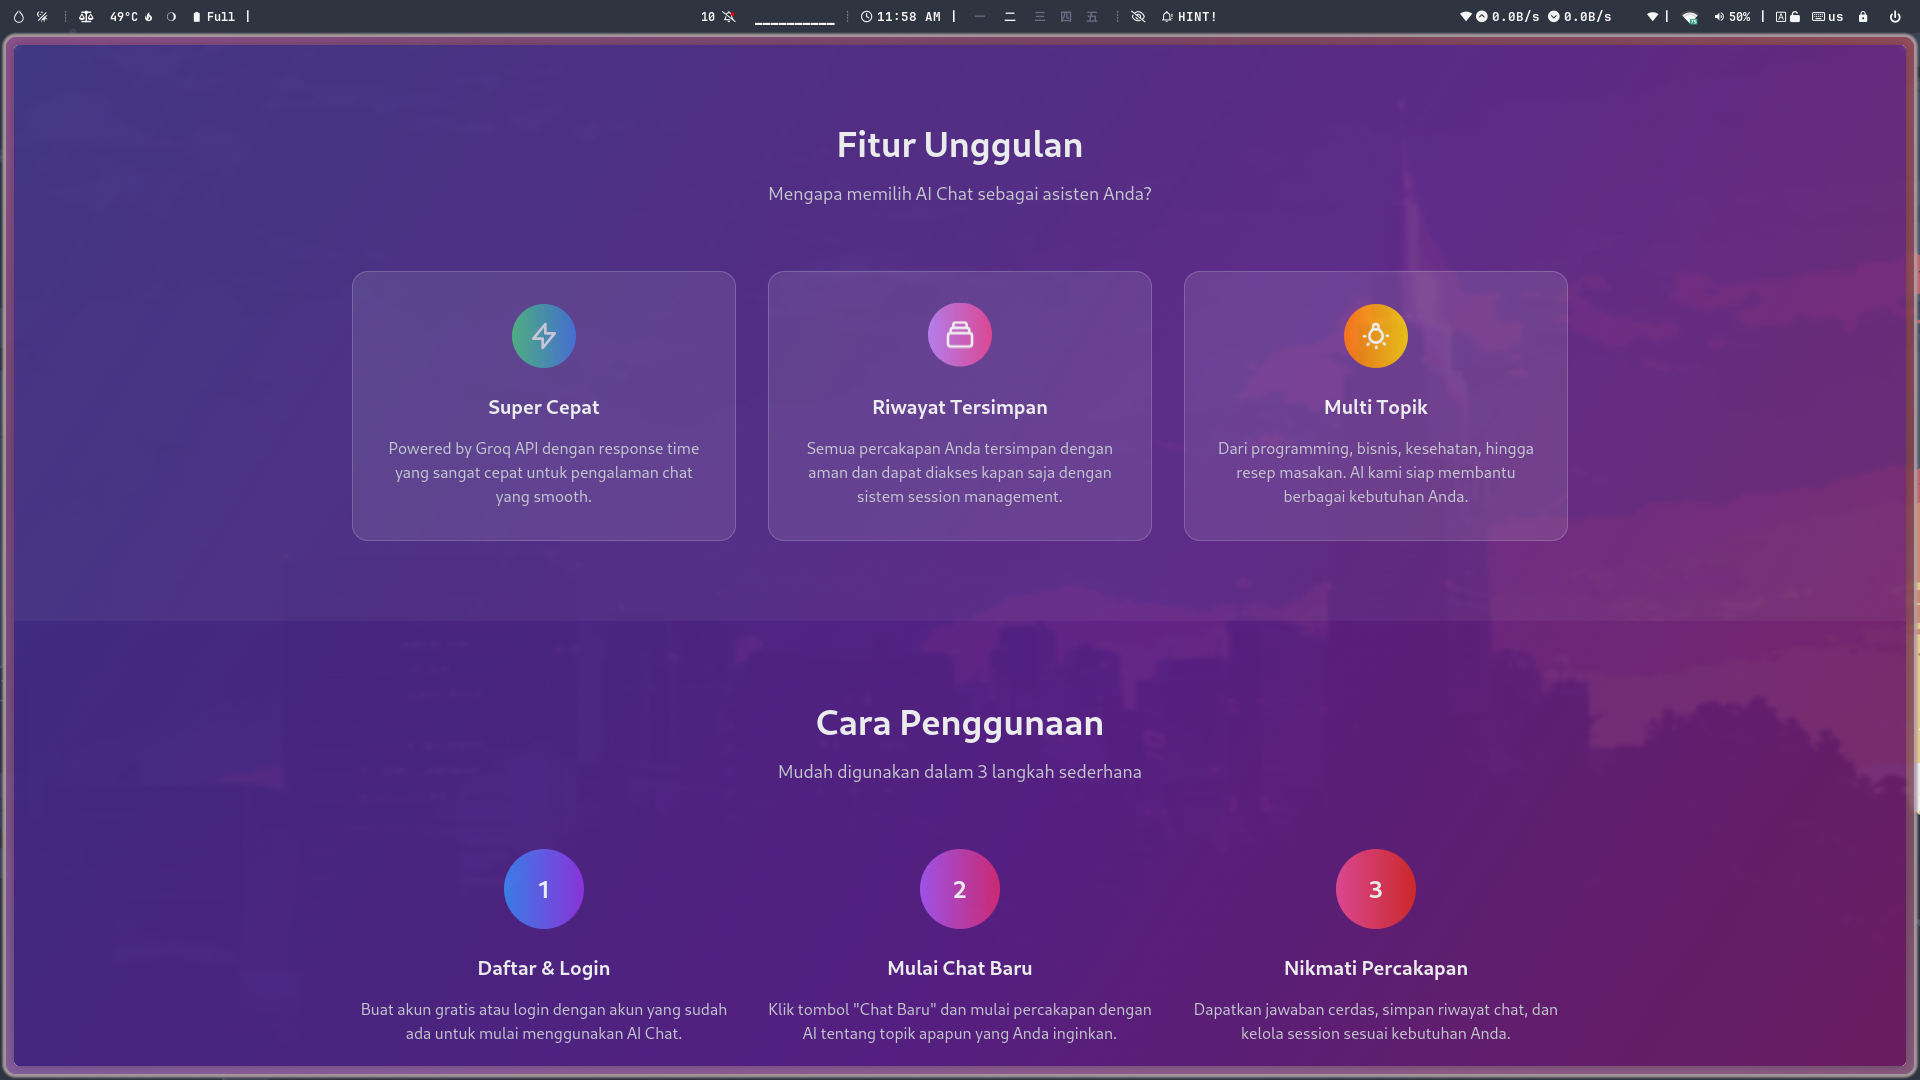 49°C
Full
10
11:58 AM
一 二 三 四 五
HINT!
0.0B/s 0.0B/s
50%
A
us
Fitur Unggulan
Mengapa memilih AI Chat sebagai asisten Anda?
Super Cepat
Powered by Groq API dengan response time
yang sangat cepat untuk pengalaman chat
yang smooth.
Riwayat Tersimpan
Semua percakapan Anda tersimpan dengan
aman dan dapat diakses kapan saja dengan
sistem session management.
Multi Topik
Dari programming, bisnis, kesehatan, hingga
resep masakan. AI kami siap membantu
berbagai kebutuhan Anda.
Cara Penggunaan
Mudah digunakan dalam 3 langkah sederhana
1
Daftar & Login
Buat akun gratis atau login dengan akun yang sudah
ada untuk mulai menggunakan AI Chat.
2
Mulai Chat Baru
Klik tombol "Chat Baru" dan mulai percakapan dengan
AI tentang topik apapun yang Anda inginkan.
3
Nikmati Percakapan
Dapatkan jawaban cerdas, simpan riwayat chat, dan
kelola session sesuai kebutuhan Anda.